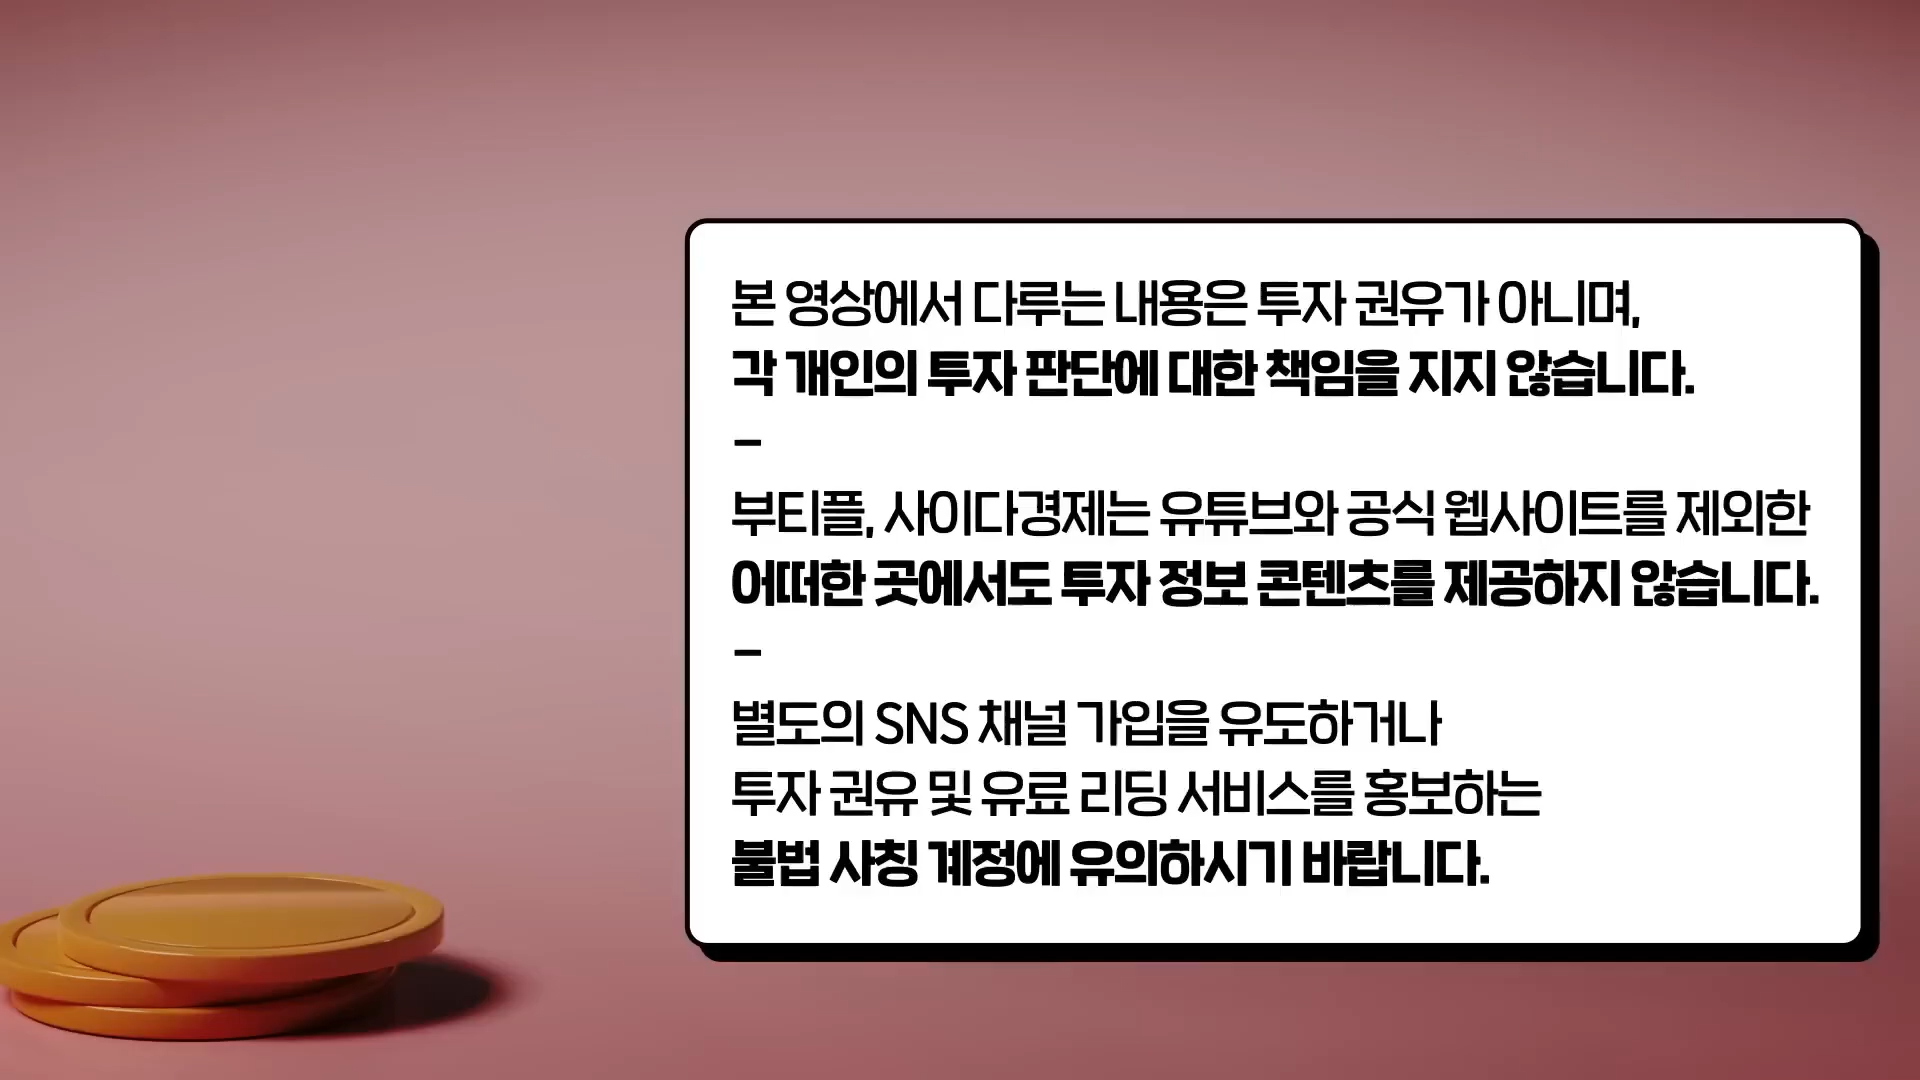 본 영상에서 다루는 내용은 투자 권유가 아니며,
각 개인의 투자 판단에 대한 책임을 지지 않습니다.
–
부티플, 사이다경제는 유튜브와 공식 웹사이트를 제외한
어떠한 곳에서도 투자 정보 콘텐츠를 제공하지 않습니다.
–
별도의 SNS 채널 가입을 유도하거나
투자 권유 및 유료 리딩 서비스를 홍보하는
불법 사칭 계정에 유의하시기 바랍니다.